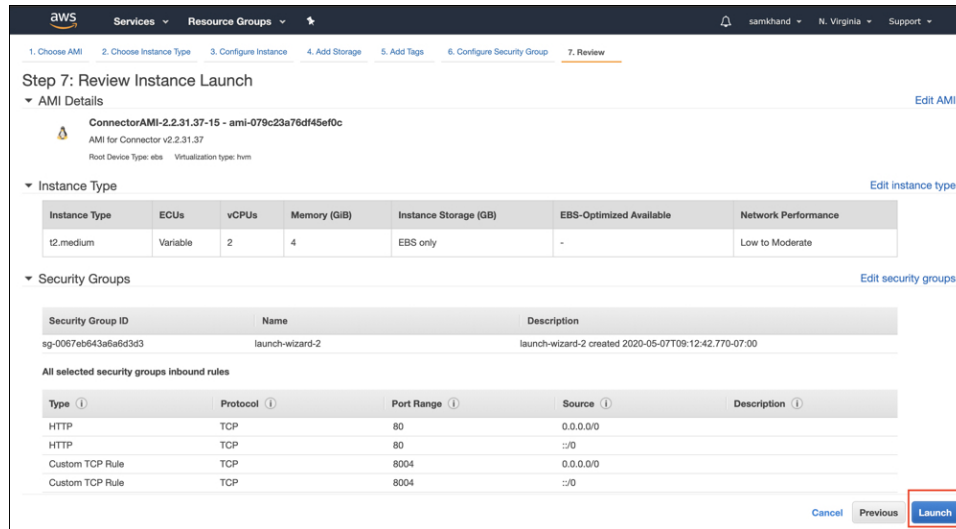 aws Services Resource Groups samkhand N. Virginia Support
1. Choose AMI 2. Choose Instance Type 3. Configure Instance 4. Add Storage 5. Add Tags 6. Configure Security Group 7. Review
Step 7: Review Instance Launch
AMI Details Edit AMI
ConnectorAMI-2.2.31.37-15 - ami-079c23a76df45ef0c
AMI for Connector v2.2.31.37
Root Device Type: ebs Virtualization type: hvm
Instance Type Edit instance type
Instance Type ECUs vCPUs Memory (GiB) Instance Storage (GB) EBS-Optimized Available Network Performance
t2.medium Variable 2 4 EBS only - Low to Moderate
Security Groups Edit security groups
Security Group ID Name Description
sg-0067eb643a6a6d3d3 launch-wizard-2 launch-wizard-2 created 2020-05-07T09:12:42.770-07:00
All selected security groups inbound rules
Type Protocol Port Range Source Description
HTTP TCP 80 0.0.0.0/0
HTTP TCP 80 ::/0
Custom TCP Rule TCP 8004 0.0.0.0/0
Custom TCP Rule TCP 8004 ::/0
Cancel Previous Launch